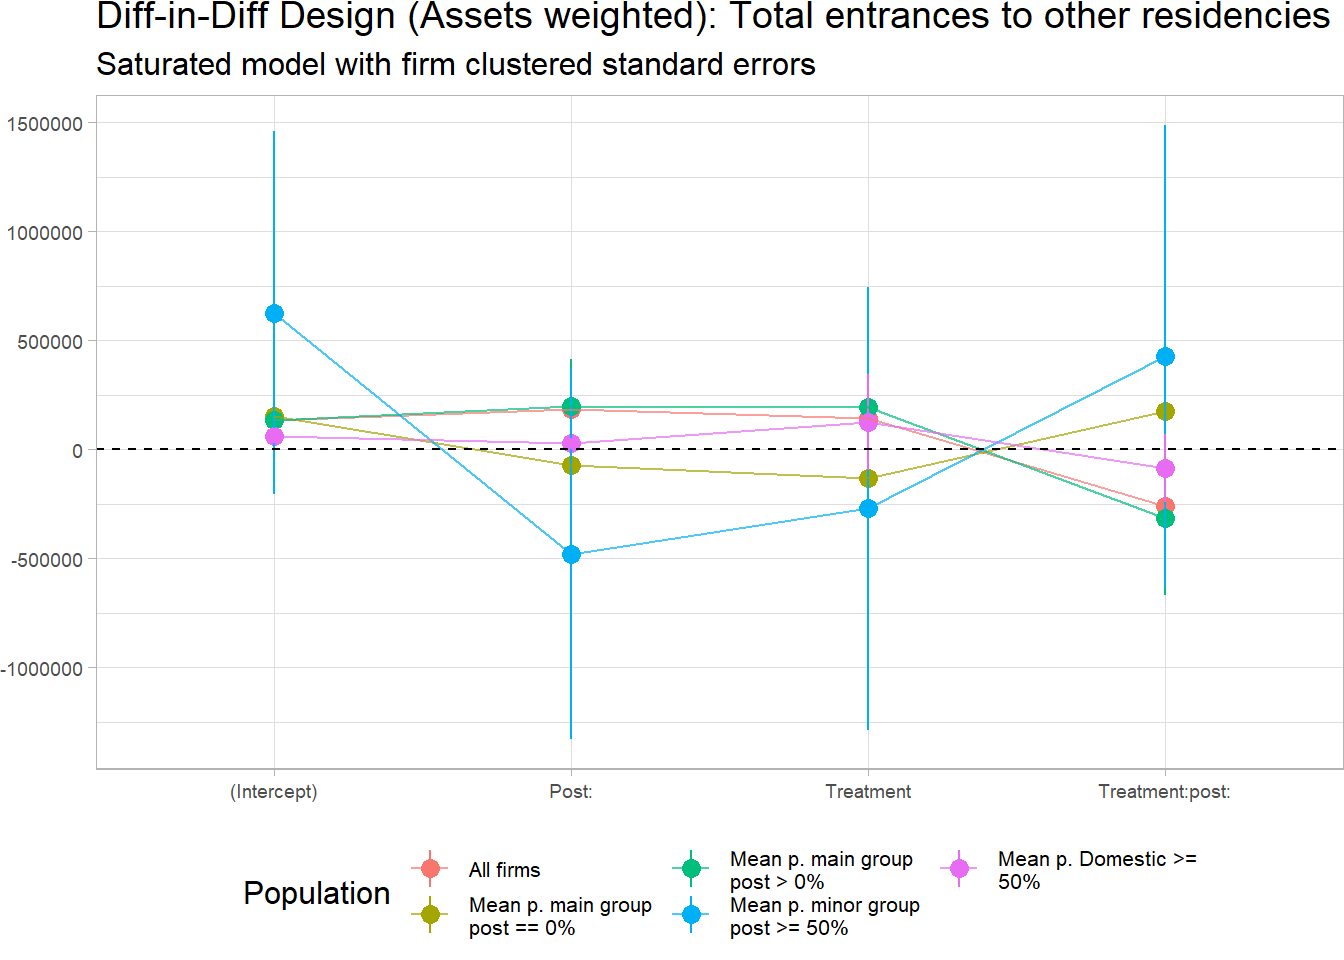 Diff-in-Diff Design (Assets weighted): Total entrances to other residencies
Saturated model with firm clustered standard errors
1500000
1000000
500000
0
-500000
-1000000
(Intercept)
Post:
Treatment
Treatment:post:
Population
All firms
Mean p. main group
post == 0%
Mean p. main group
post > 0%
Mean p. minor group
post >= 50%
Mean p. Domestic >=
50%